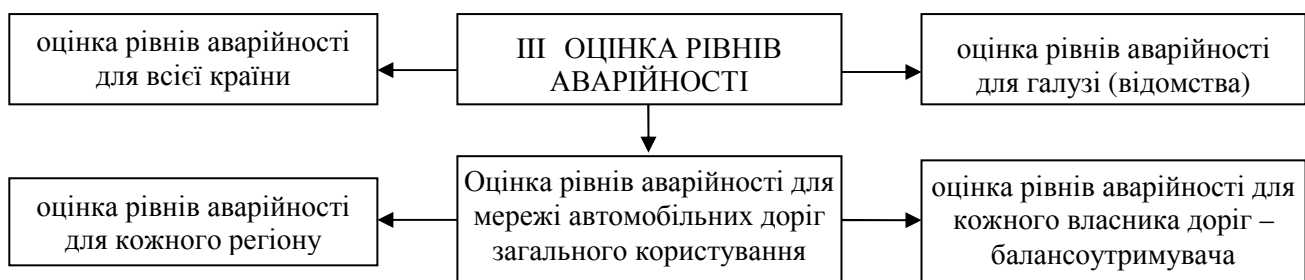 оцінка рівнів аварійності
для всієї країни
ІІІ ОЦІНКА РІВНІВ
АВАРІЙНОСТІ
оцінка рівнів аварійності
для галузі (відомства)
оцінка рівнів аварійності
для кожного регіону
Оцінка рівнів аварійності для
мережі автомобільних доріг
загального користування
оцінка рівнів аварійності для
кожного власника доріг –
балансоутримувача